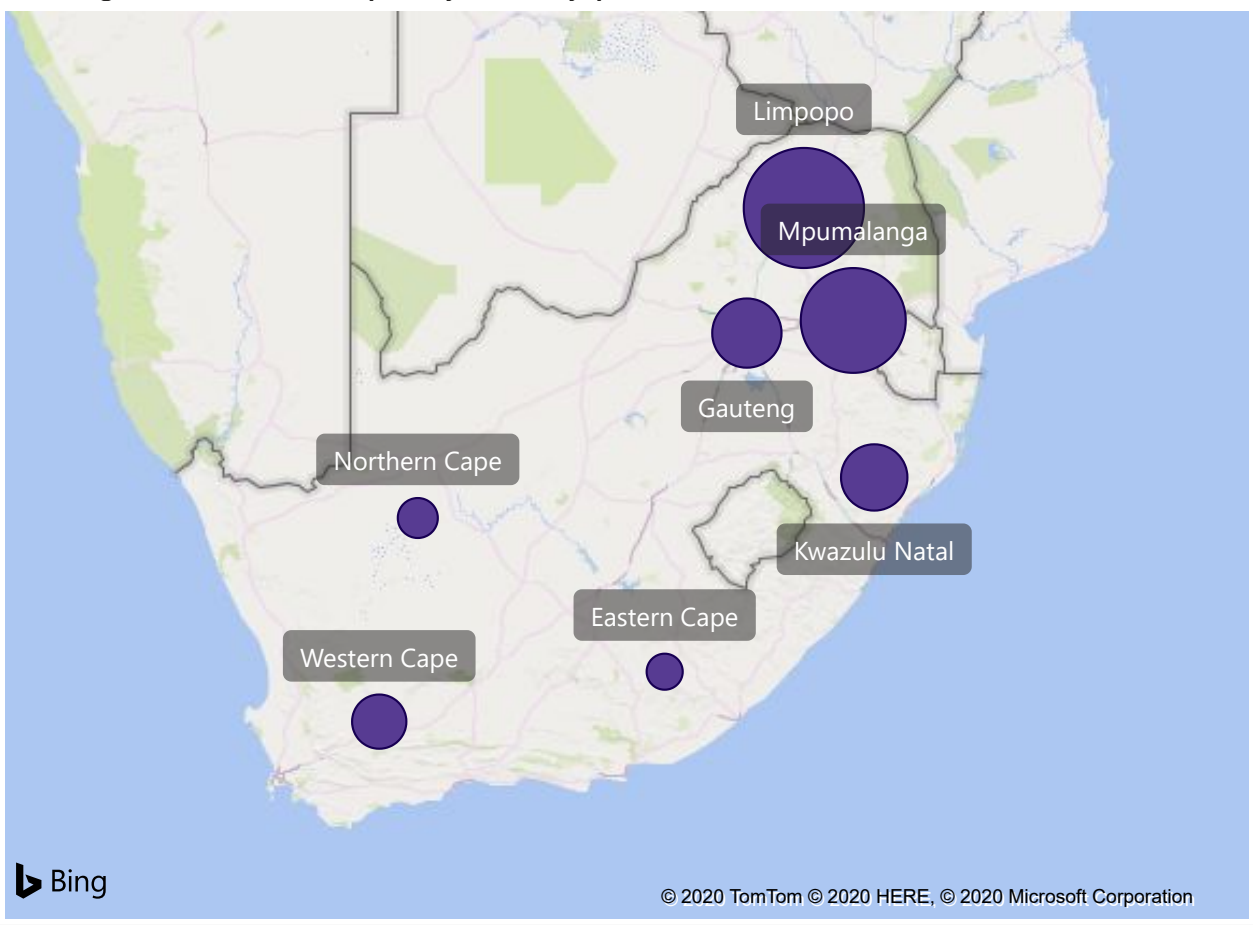 Limpopo
Mpumalanga
Gauteng
Northern Cape
Kwazulu Natal
Eastern Cape
Western Cape
Bing
© 2020 TomTom © 2020 HERE, © 2020 Microsoft Corporation